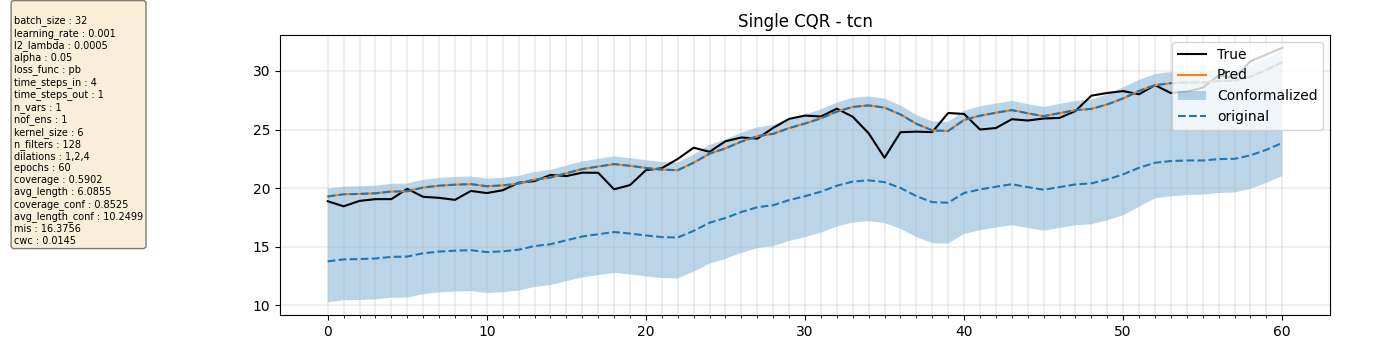 batch_size : 32
learning_rate : 0.001
l2_lambda : 0.0005
alpha : 0.05
loss_func : pb
time_steps_in : 4
time_steps_out : 1
n_vars : 1
nof_ens : 1
kernel_size : 6
n_filters : 128
dilations : 1,2,4
epochs : 60
coverage : 0.5902
avg_length : 6.0855
coverage_conf : 0.8525
avg_length_conf : 10.2499
mis : 16.3756
cwc : 0.0145
Single CQR - tcn
30
25
20
15
10
0 10 20 30 40 50 60
True
Pred
Conformalized
original